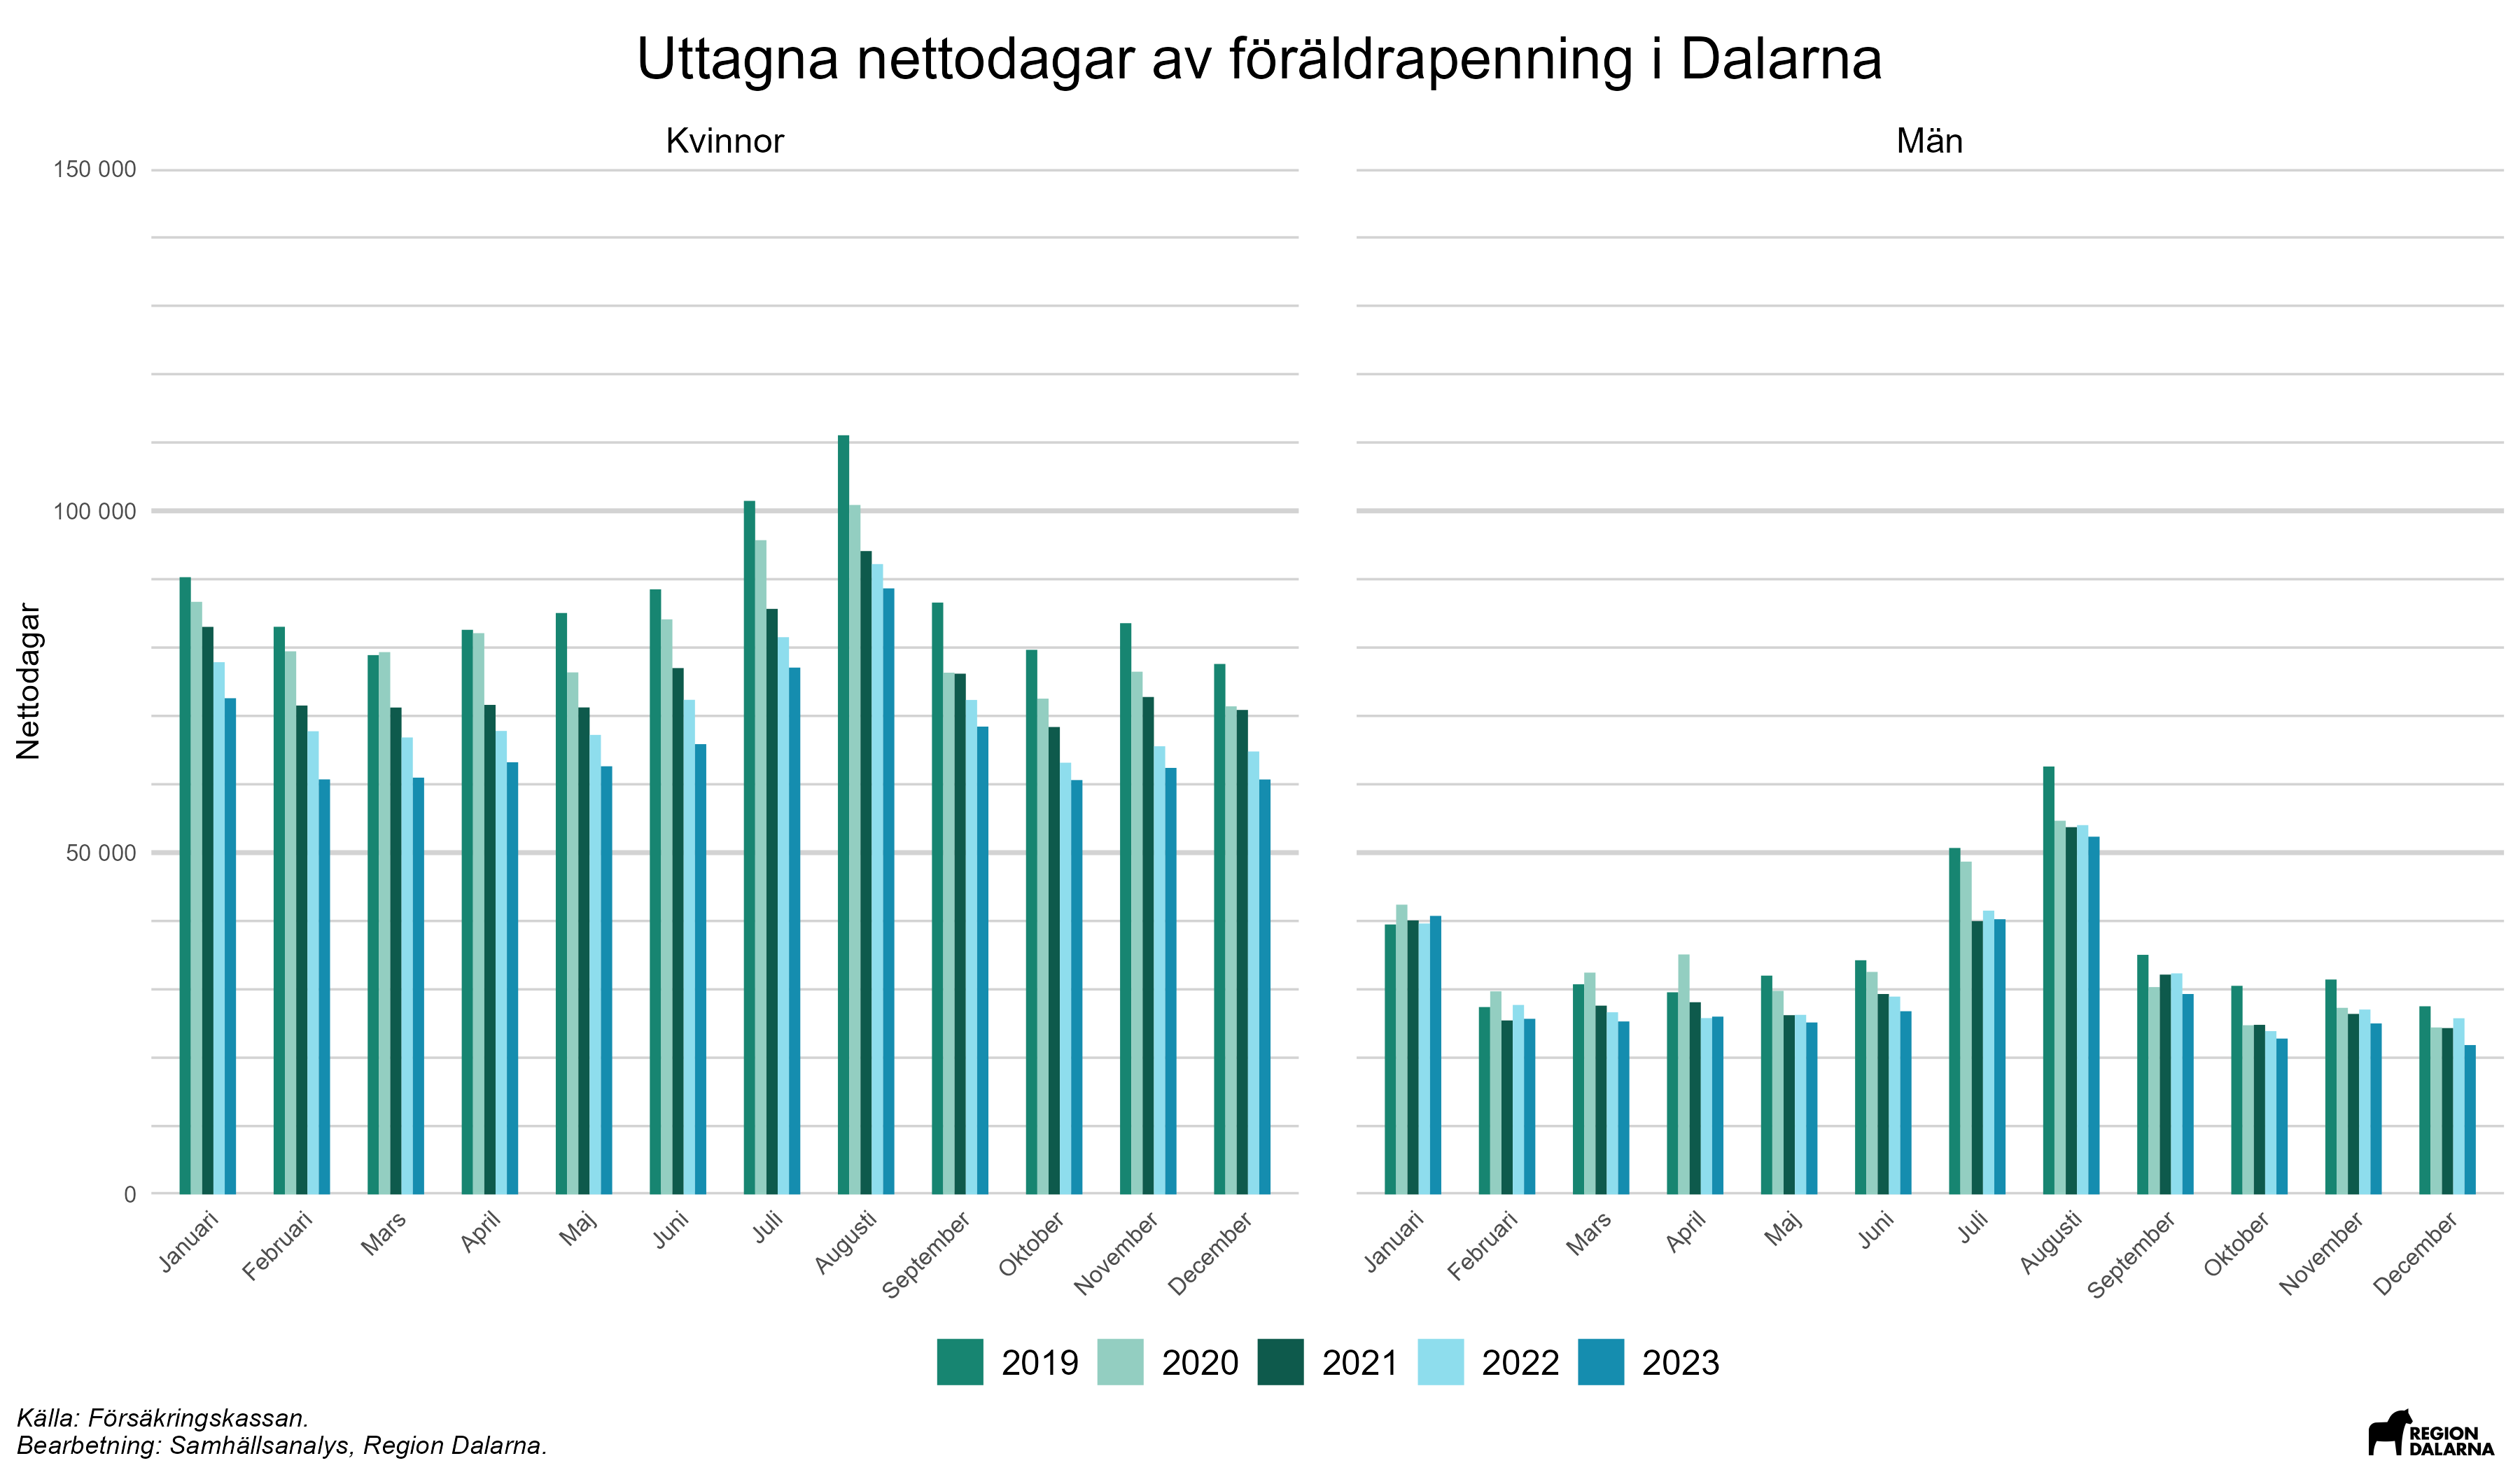 Uttagna nettodagar av föräldrapenning i Dalarna
Kvinnor
Män
150 000
100 000
50 000
0
Nettodagar
Januari
Februari
Mars
April
Maj
Juni
Juli
Augusti
September
Oktober
November
December
Januari
Februari
Mars
April
Maj
Juni
Juli
Augusti
September
Oktober
November
December
2019
2020
2021
2022
2023
Källa: Försäkringskassan.
Bearbetning: Samhällsanalys, Region Dalarna.
REGION
DALARNA